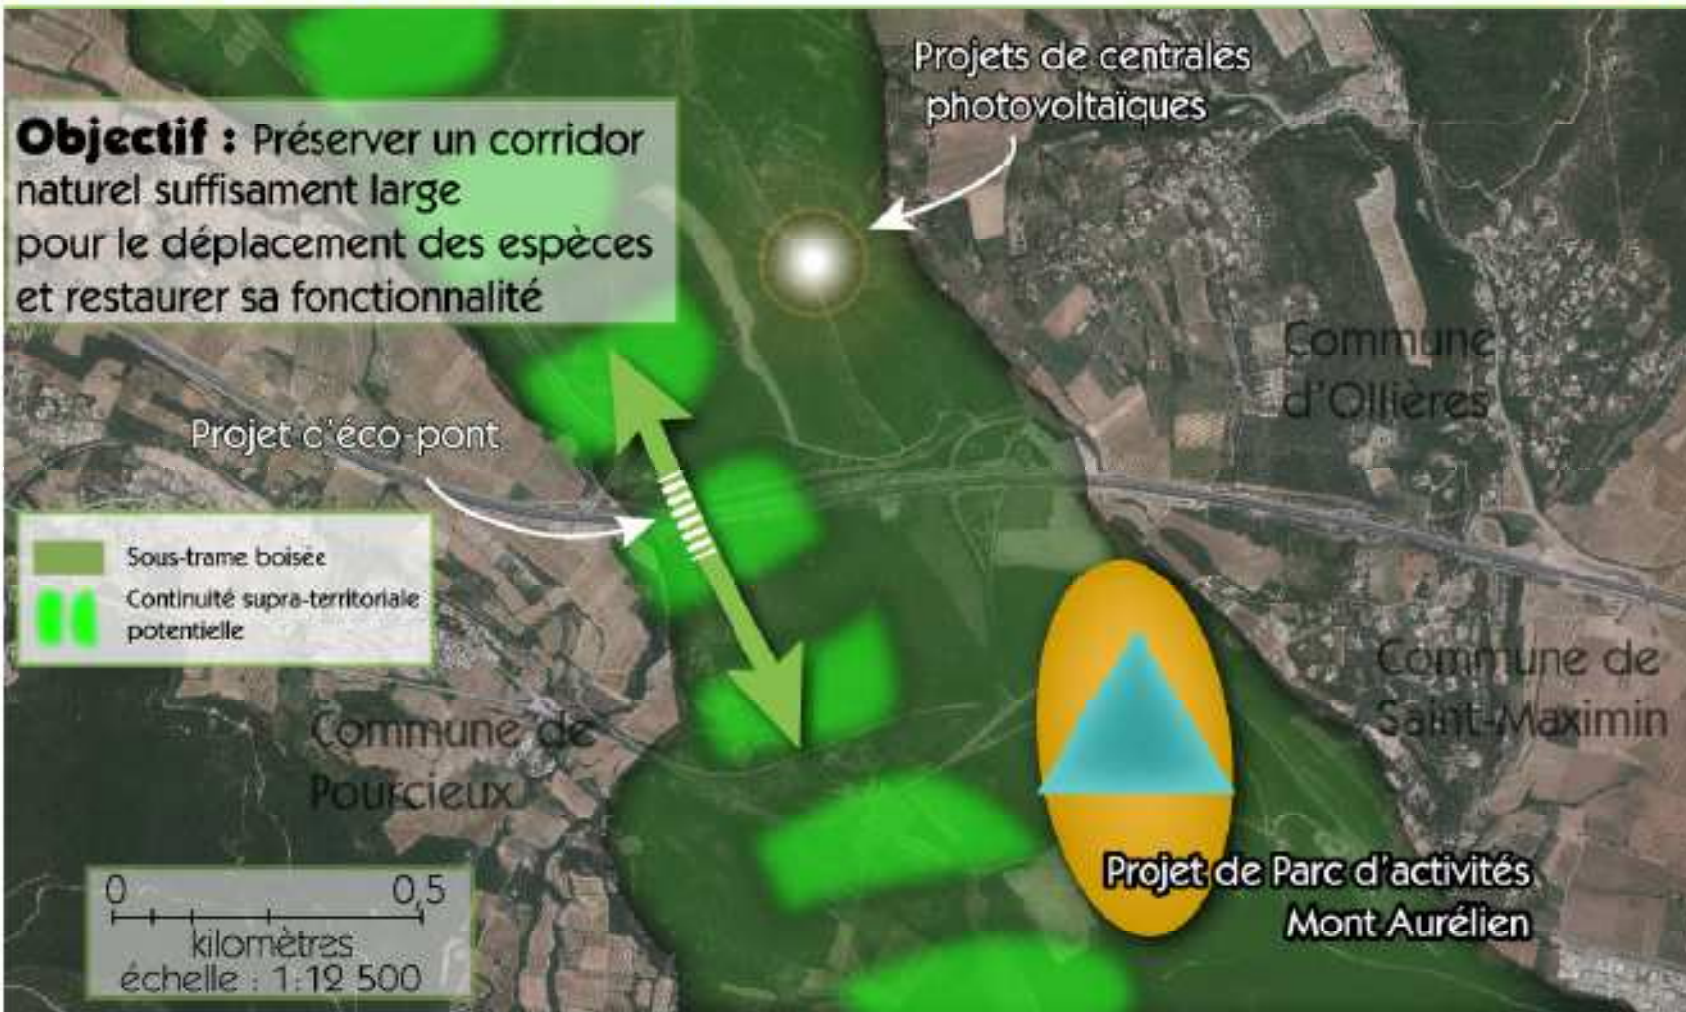 Projets de centrales
photovoltaïques
Objectif : Préserver un corridor
naturel suffisament large
pour le déplacement des espèces
et restaurer sa fonctionnalité
Commune
d'Ollières
Projet c'éco-pont
Sous-trame boisée
Continuité supra-territoriale
potentielle
Commune de
Saint-Maximin
Commune de
Pourcieux
Projet de Parc d'activités
Mont Aurélien
0 0,5
kilomètres
échelle : 1:12 500